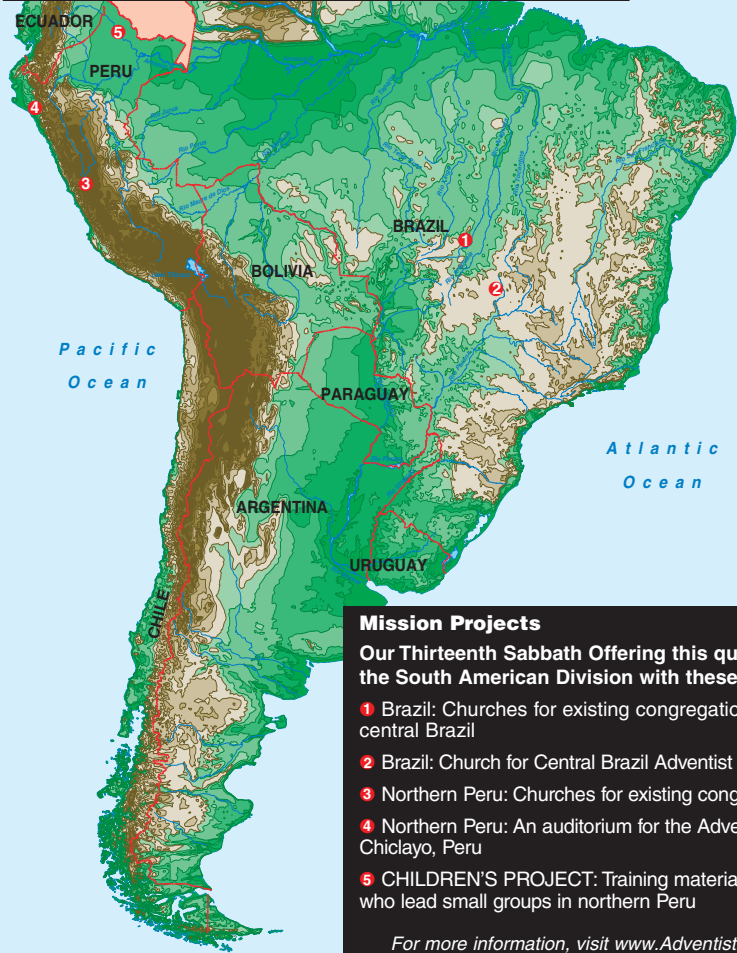 ECUADOR
5
PERU
4
3
BRAZIL
1
BOLIVIA
2
Pacific
Ocean
PARAGUAY
Atlantic
Ocean
ARGENTINA
URUGUAY
CHILE
Mission Projects
Our Thirteenth Sabbath Offering this qu
the South American Division with these
1 Brazil: Churches for existing congregatio
central Brazil
2 Brazil: Church for Central Brazil Adventist
3 Northern Peru: Churches for existing cong
4 Northern Peru: An auditorium for the Adve
Chiclayo, Peru
5 CHILDREN'S PROJECT: Training materia
who lead small groups in northern Peru
For more information, visit www.Adventist